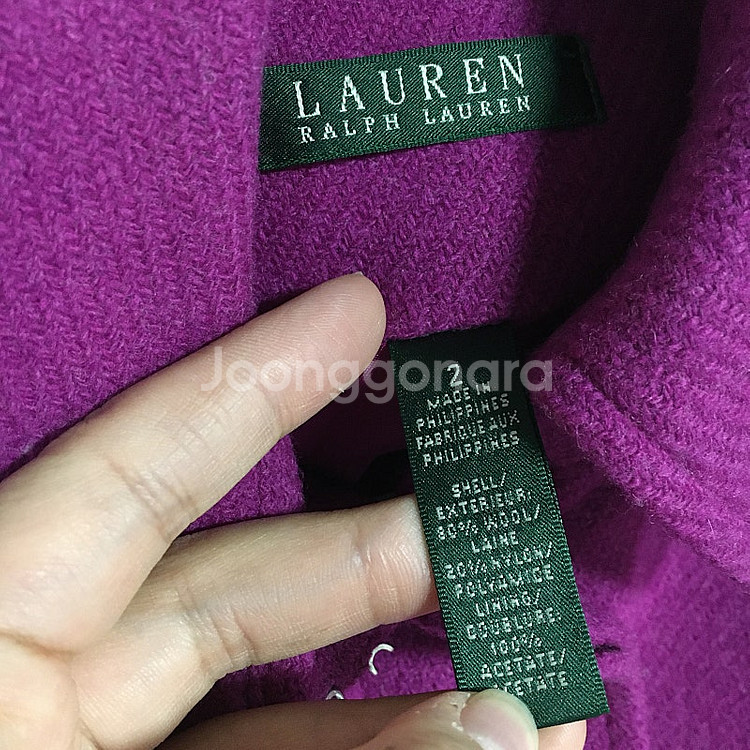 LAUREN
RALPH LAUREN
Joonggonara
2
MADE IN
PHILIPPINES
FABRIQUE AUX
PHILIPPINES
SHELL/
EXTERIEUR:
80% WOOL/
LAINE
20% NYLON/
POLYAMIDE
LINING/
DOUBLURE:
100%
ACETATE/
ACETATE